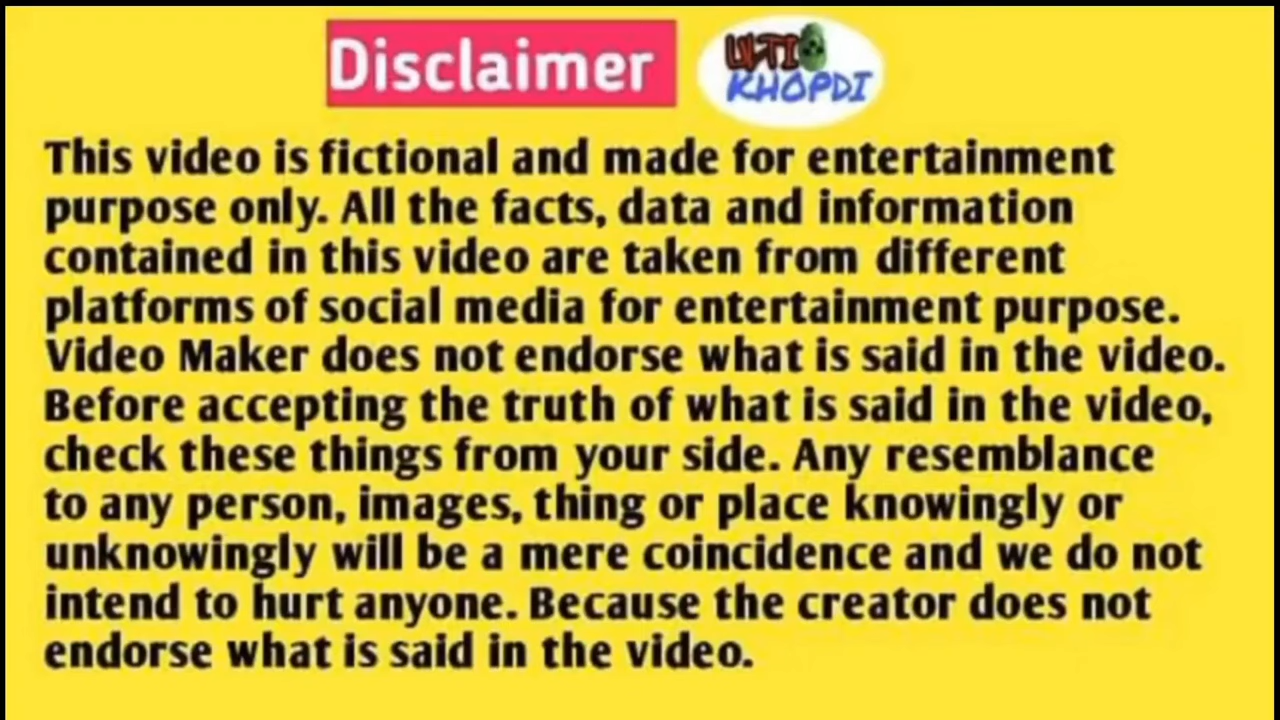 Disclaimer
ULTI
KHOPDI
This video is fictional and made for entertainment
purpose only. All the facts, data and information
contained in this video are taken from different
platforms of social media for entertainment purpose.
Video Maker does not endorse what is said in the video.
Before accepting the truth of what is said in the video,
check these things from your side. Any resemblance
to any person, images, thing or place knowingly or
unknowingly will be a mere coincidence and we do not
intend to hurt anyone. Because the creator does not
endorse what is said in the video.